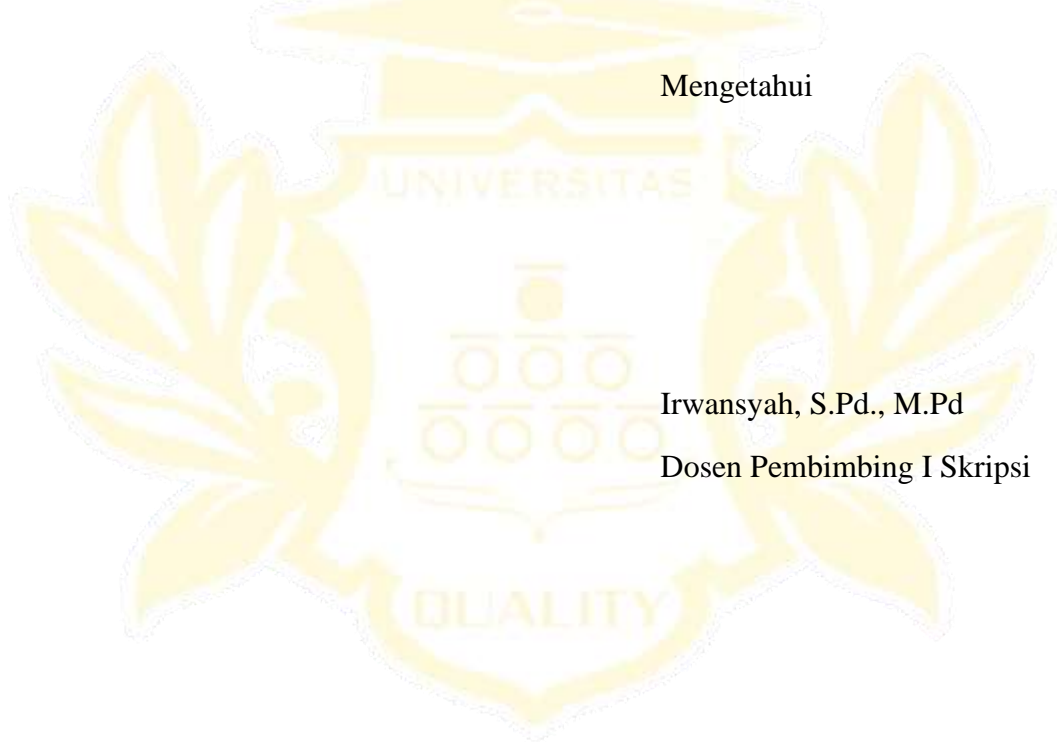 Mengetahui
UNIVERSITAS
Irwansyah, S.Pd., M.Pd
Dosen Pembimbing I Skripsi
QUALITY